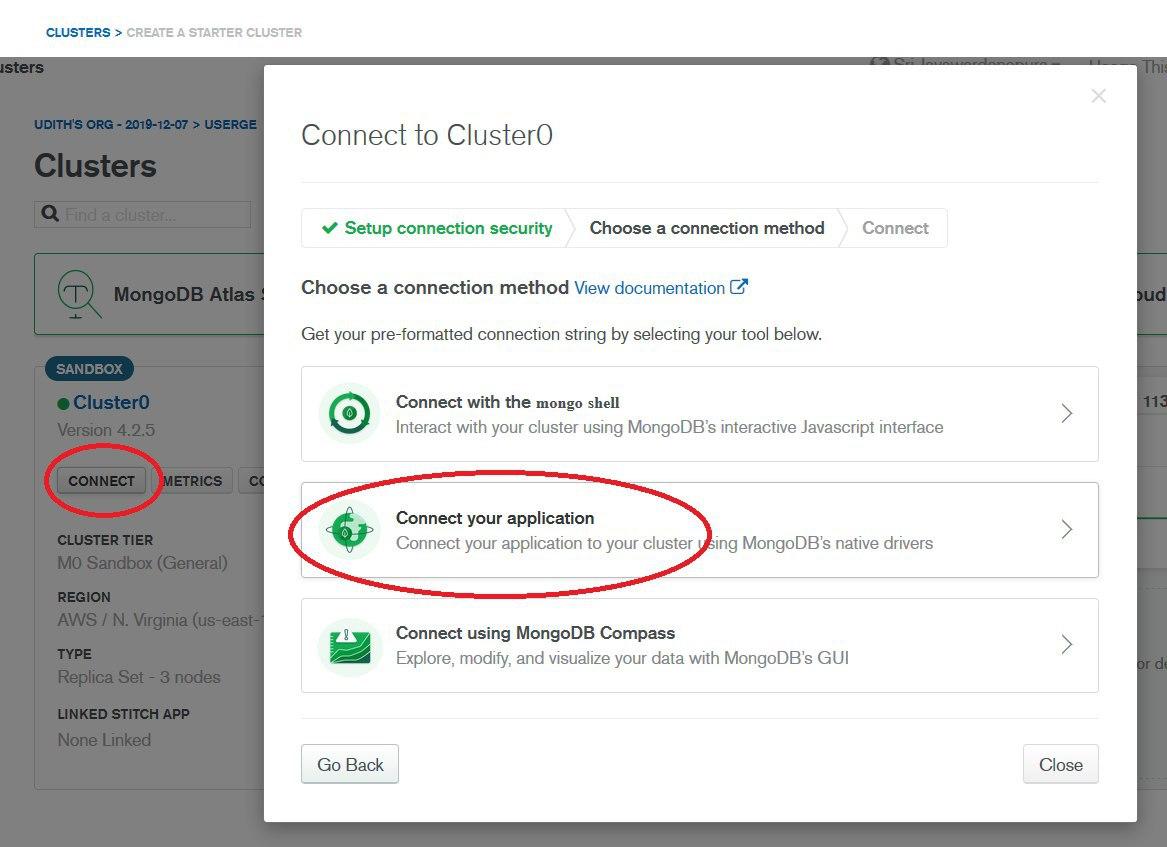 CLUSTERS > CREATE A STARTER CLUSTER
usters
UDITH'S ORG - 2019-12-07 > USERGE
Clusters
Find a cluster...
MongoDB Atlas
SANDBOX
Cluster0
Version 4.2.5
CONNECT
METRICS
CO
CLUSTER TIER
M0 Sandbox (General)
REGION
AWS / N. Virginia (us-east-1
TYPE
Replica Set - 3 nodes
LINKED STITCH APP
None Linked
Connect to Cluster0
Setup connection security
Choose a connection method
Connect
Choose a connection method View documentation
Get your pre-formatted connection string by selecting your tool below.
Connect with the mongo shell
Interact with your cluster using MongoDB's interactive Javascript interface
Connect your application
Connect your application to your cluster using MongoDB's native drivers
Connect using MongoDB Compass
Explore, modify, and visualize your data with MongoDB's GUI
Go Back
Close
oud
113
or de